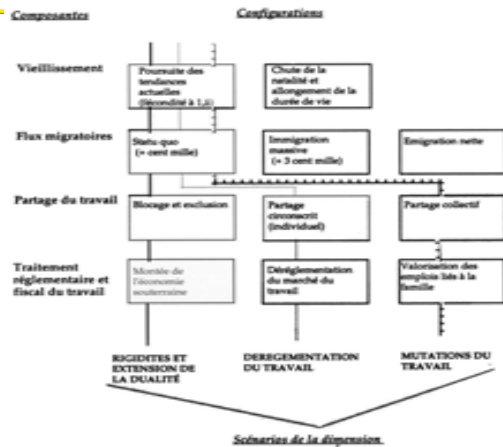 Composantes
Configurations
Vieillissement
Poursuite des
tendances
actuelles
(fécondité à 1,8)
Chute de la
natalité et
allongement de la
durée de vie
Flux migratoires
Statu quo
(= cent mille)
Immigration
massive
(= 3 cent mille)
Emigration nette
Partage du travail
Blocage et exclusion
Partage
circonscrit
(individuel)
Partage collectif
Traitement
réglementaire et
fiscal du travail
Montée de
l'économie
souterraine
Déréglementation
du marché du
travail
Valorisation des
emplois liés à la
famille
RIGIDITES ET
EXTENSION DE
LA DUALITÉ
DEREGEMENTATION
DU TRAVAIL
MUTATIONS DU
TRAVAIL
Scénarios de la dimension